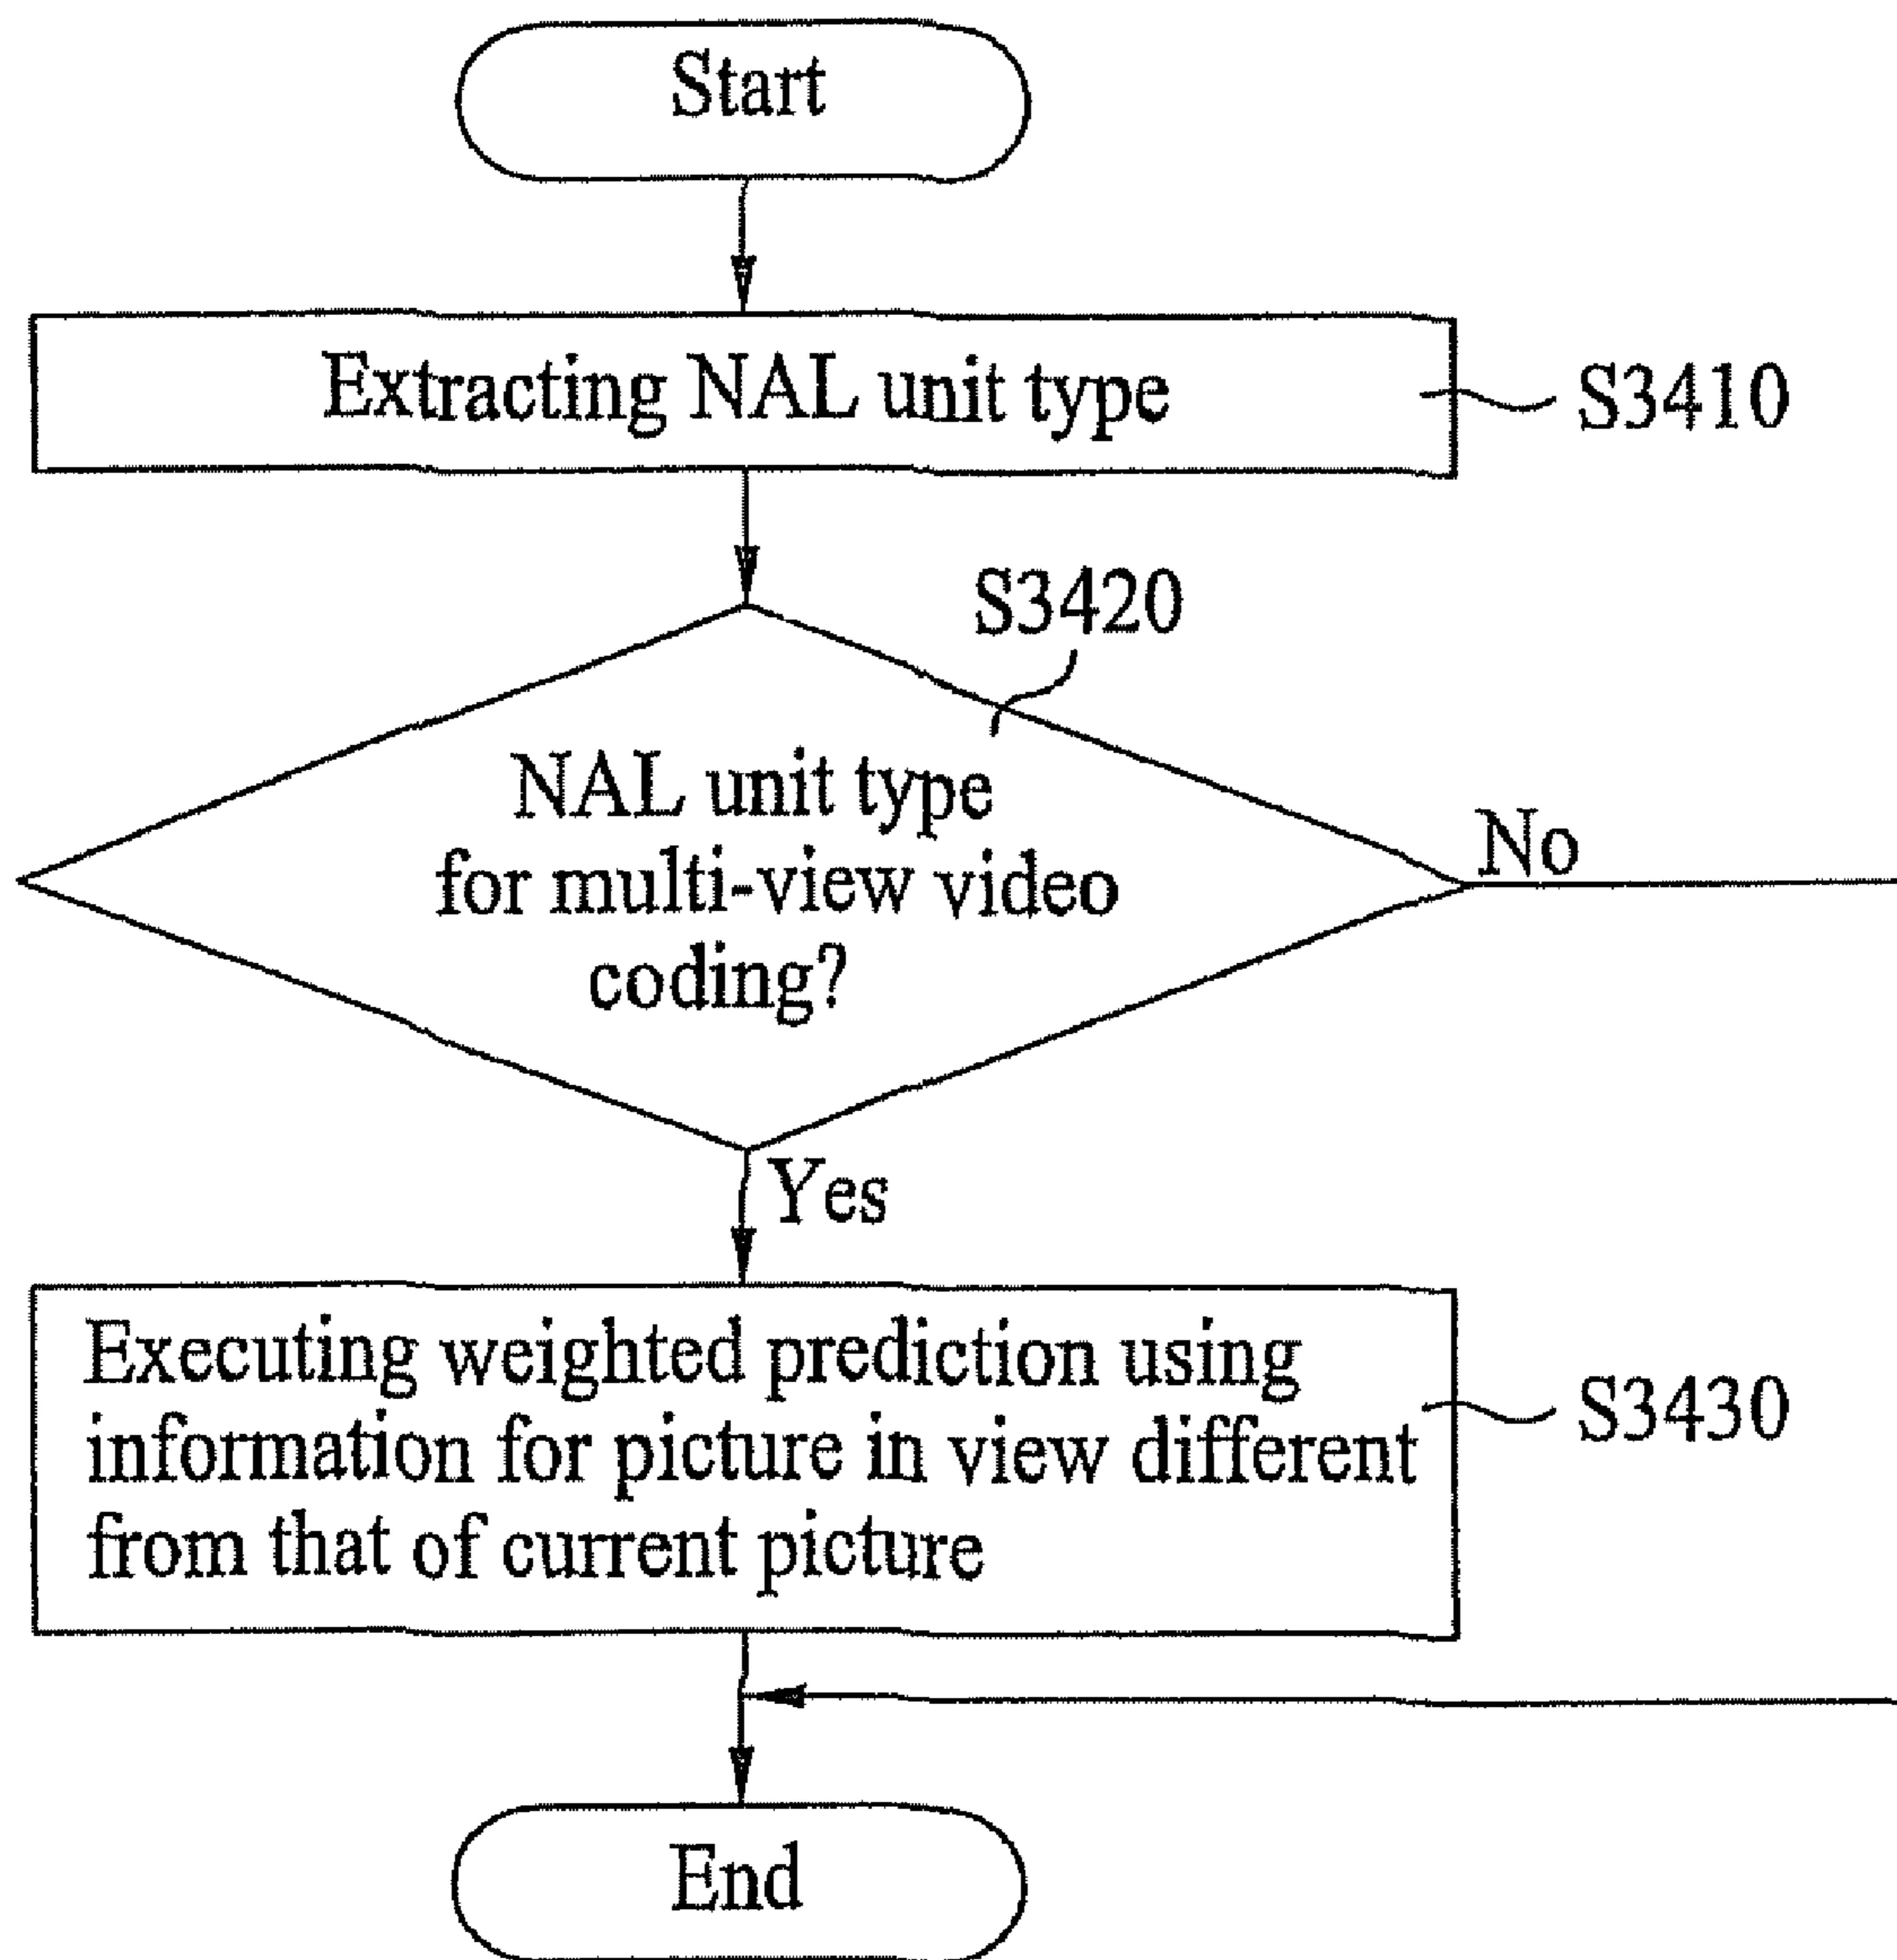 Start
Extracting NAL unit type
S3410
S3420
NAL unit type
for multi-view video
coding?
No
Yes
Executing weighted prediction using
information for picture in view different
from that of current picture
S3430
End